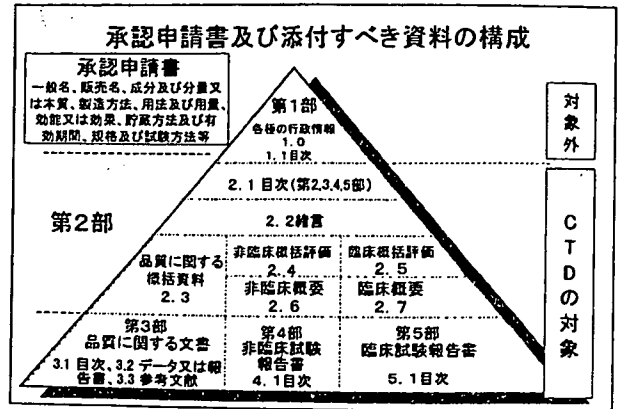 承認申請書及び添付すべき資料の構成
承認申請書
一般名、販売名、成分及び分量又
は本質、製造方法、用法及び用量、
効能又は効果、貯蔵方法及び有
効期間、規格及び試験方法等
第1部
各種の行政情報
1.0
1.1目次
対象外
2.1 目次(第2,3,4,5部)
2.2緒言
第2部
品質に関する
概括資料
2.3
非臨床概括評価
2.4
非臨床概要
2.6
臨床概括評価
2.5
臨床概要
2.7
第3部
品質に関する文書
3.1 目次、3.2 データ又は報
告書、3.3 参考文献
第4部
非臨床試験
報告書
4.1目次
第5部
臨床試験報告書
5.1目次
CTDの対象